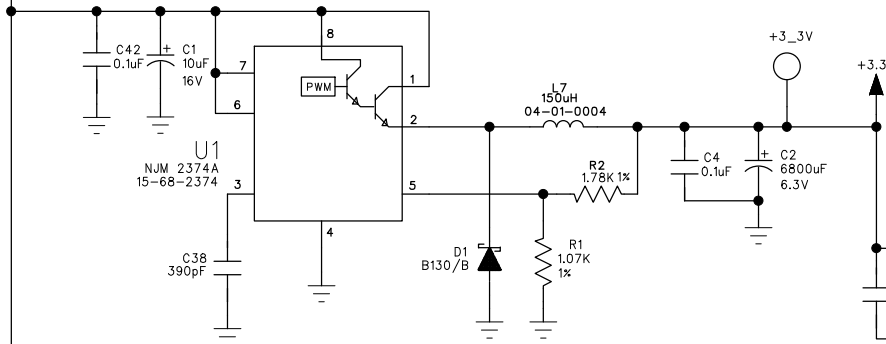 8
C42
0.1uF
+ C1
10uF
16V
7
6
PWM
1
2
L7
150uH
04-01-0004
+3_3V
+3.3
U1
NJM 2374A
15-68-2374
3
5
4
R2
1.78K 1%
C4
0.1uF
+ C2
6800uF
6.3V
C38
390pF
D1
B130/B
R1
1.07K
1%